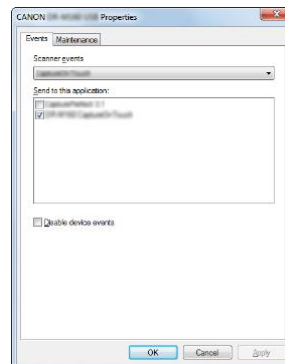 CANON Properties
Events Maintenance
Scanner events
Send to this application:
Disable device events
OK Cancel Apply